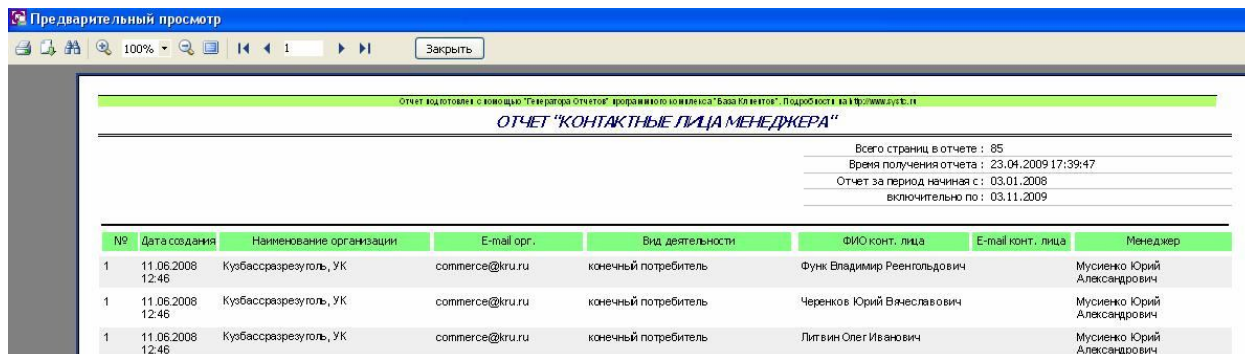 Предварительный просмотр
100% 1 Закрыть
Отчет подготовлен с помощью "Генератора Отчетов" программного комплекса "База Клиентов". Подробности на http://www.systc.ru
ОТЧЕТ "КОНТАКТНЫЕ ЛИЦА МЕНЕДЖЕРА"
Всего страниц в отчете : 85
Время получения отчета : 23.04.2009 17:39:47
Отчет за период начиная с : 03.01.2008
включительно по : 03.11.2009
№ Дата создания Наименование организации E-mail орг. Вид деятельности ФИО конт. лица E-mail конт. лица Менеджер
1 11.06.2008 Кузбассразрезуголь, УК commerce@kru.ru конечный потребитель Функ Владимир Реенгольдович Мусиенко Юрий
12:46 Александрович
1 11.06.2008 Кузбассразрезуголь, УК commerce@kru.ru конечный потребитель Черенков Юрий Вячеславович Мусиенко Юрий
12:46 Александрович
1 11.06.2008 Кузбассразрезуголь, УК commerce@kru.ru конечный потребитель Литвин Олег Иванович Мусиенко Юрий
12:46 Александрович